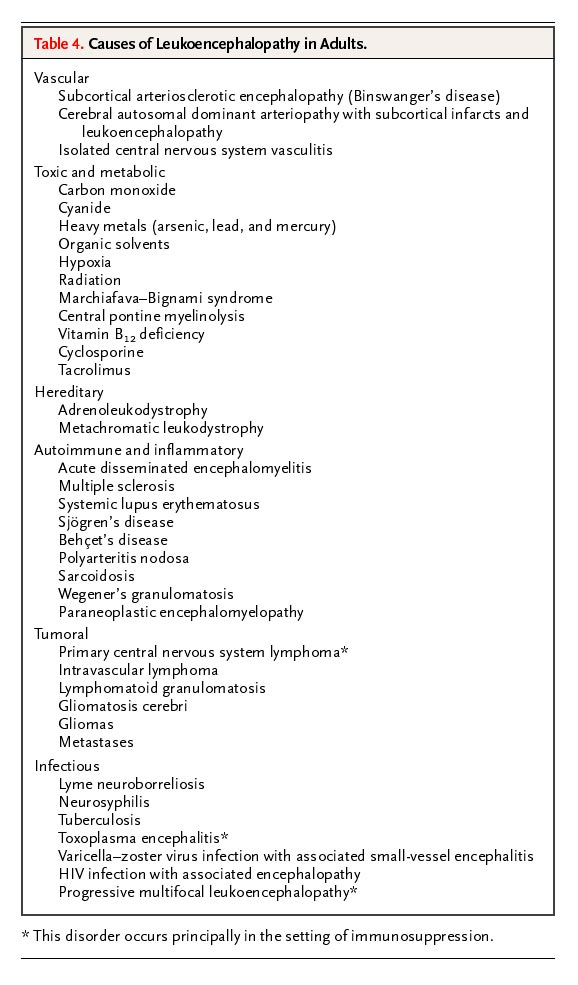 Table 4. Causes of Leukoencephalopathy in Adults.
Vascular
Subcortical arteriosclerotic encephalopathy (Binswanger's disease)
Cerebral autosomal dominant arteriopathy with subcortical infarcts and
leukoencephalopathy
Isolated central nervous system vasculitis
Toxic and metabolic
Carbon monoxide
Cyanide
Heavy metals (arsenic, lead, and mercury)
Organic solvents
Hypoxia
Radiation
Marchiafava–Bignami syndrome
Central pontine myelinolysis
Vitamin B₁₂ deficiency
Cyclosporine
Tacrolimus
Hereditary
Adrenoleukodystrophy
Metachromatic leukodystrophy
Autoimmune and inflammatory
Acute disseminated encephalomyelitis
Multiple sclerosis
Systemic lupus erythematosus
Sjögren's disease
Behçet's disease
Polyarteritis nodosa
Sarcoidosis
Wegener's granulomatosis
Paraneoplastic encephalomyelopathy
Tumoral
Primary central nervous system lymphoma*
Intravascular lymphoma
Lymphomatoid granulomatosis
Gliomatosis cerebri
Gliomas
Metastases
Infectious
Lyme neuroborreliosis
Neurosyphilis
Tuberculosis
Toxoplasma encephalitis*
Varicella–zoster virus infection with associated small-vessel encephalitis
HIV infection with associated encephalopathy
Progressive multifocal leukoencephalopathy*
* This disorder occurs principally in the setting of immunosuppression.